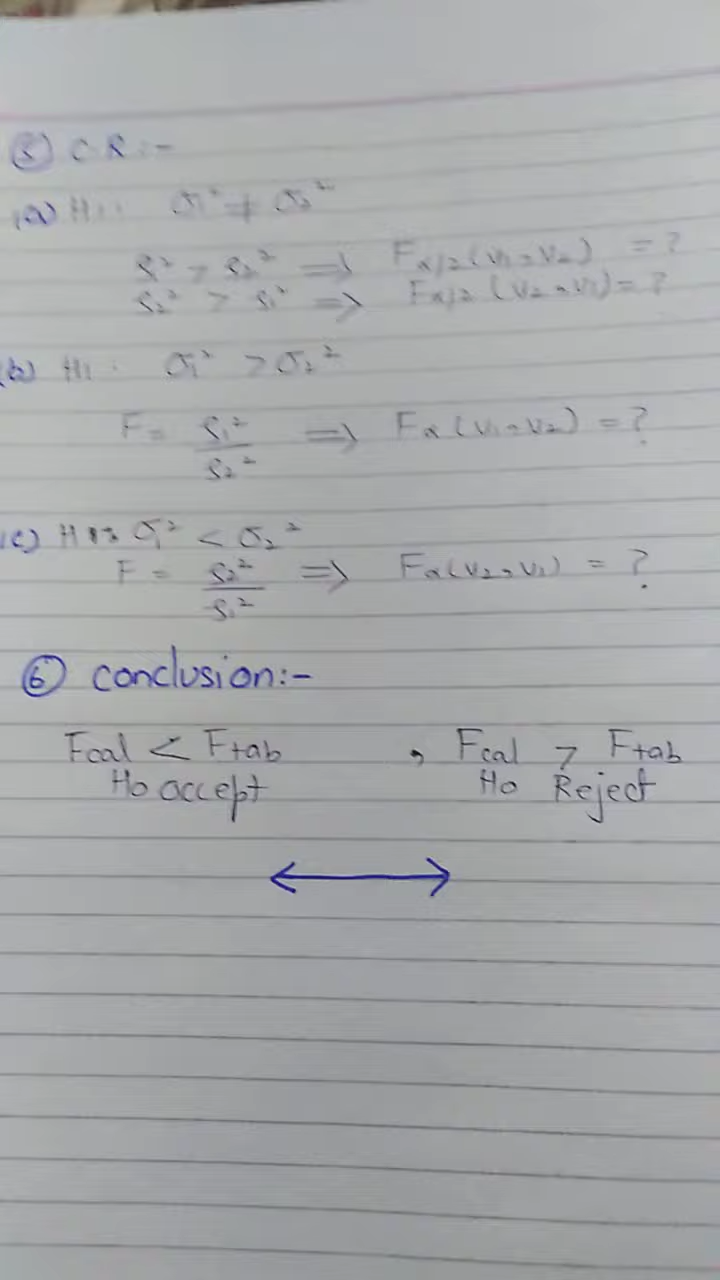 ⑤ C.R :-
(a) H₁: σ₁² ≠ σ₂²
S₁² > S₂² ⇒ Fα/2 (v₁, v₂) = ?
S₂² > S₁² ⇒ Fα/2 (v₂, v₁) = ?
(b) H₁: σ₁² > σ₂²
F = S₁²/S₂² ⇒ Fα (v₁, v₂) = ?
(c) H₁: σ₁² < σ₂²
F = S₂²/S₁² ⇒ Fα (v₂, v₁) = ?
⑥ conclusion:-
Fcal < Ftab , Fcal > Ftab
Ho accept Ho Reject